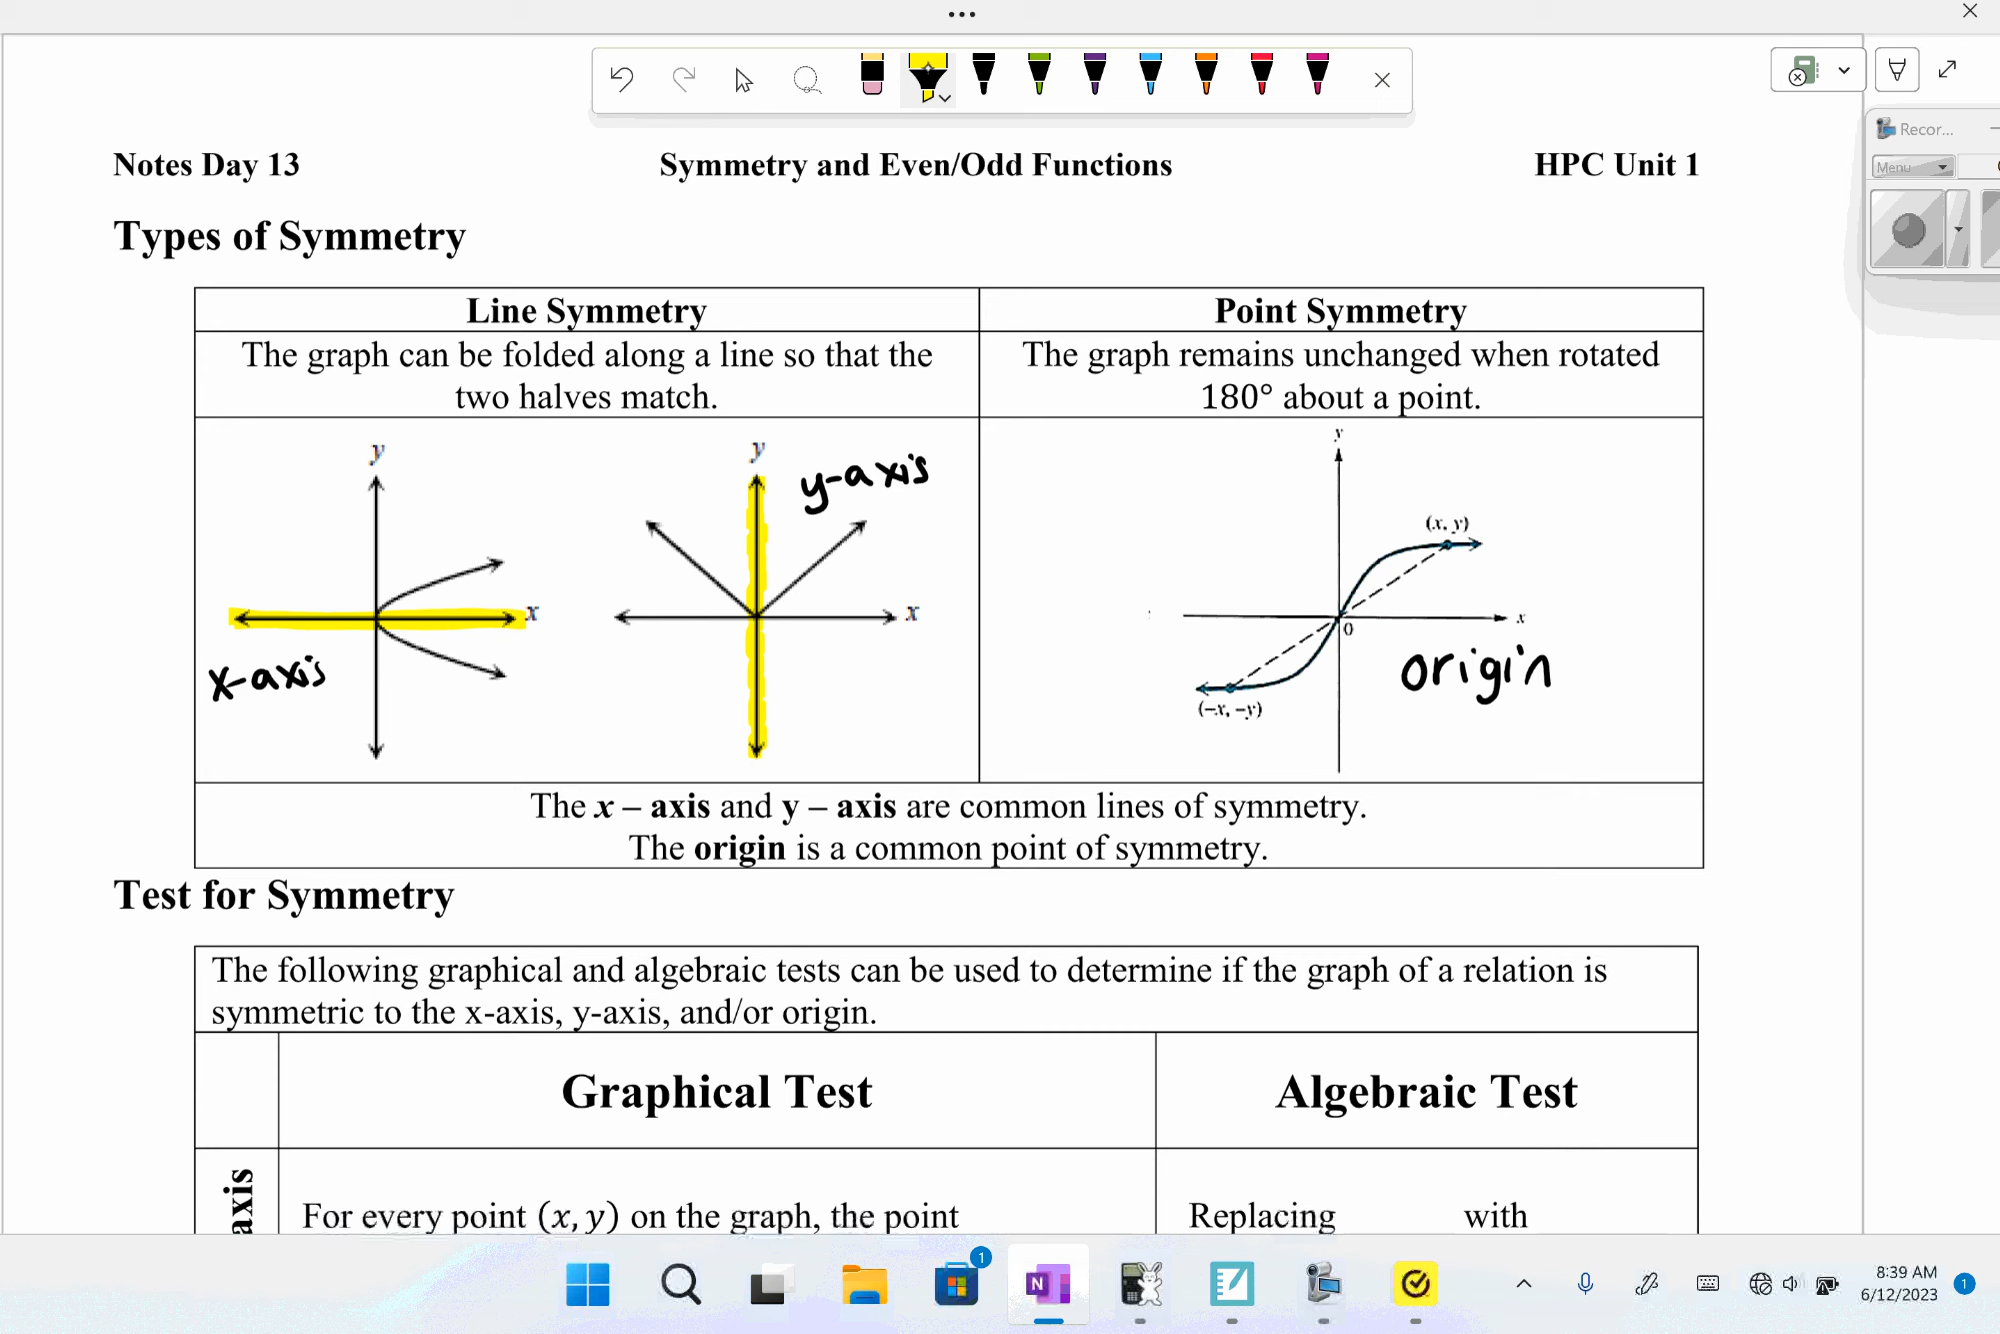 Recor...
Menu
Notes Day 13 Symmetry and Even/Odd Functions HPC Unit 1
Types of Symmetry
Line Symmetry Point Symmetry
The graph can be folded along a line so that the
two halves match.
The graph remains unchanged when rotated
180° about a point.
y
x
x-axis
y
y-axis
x
y
(x, y)
x
0
origin
(-x, -y)
The x – axis and y – axis are common lines of symmetry.
The origin is a common point of symmetry.
Test for Symmetry
The following graphical and algebraic tests can be used to determine if the graph of a relation is
symmetric to the x-axis, y-axis, and/or origin.
Graphical Test Algebraic Test
axis
For every point (x, y) on the graph, the point
Replacing with
1
N
8:39 AM
6/12/2023
1